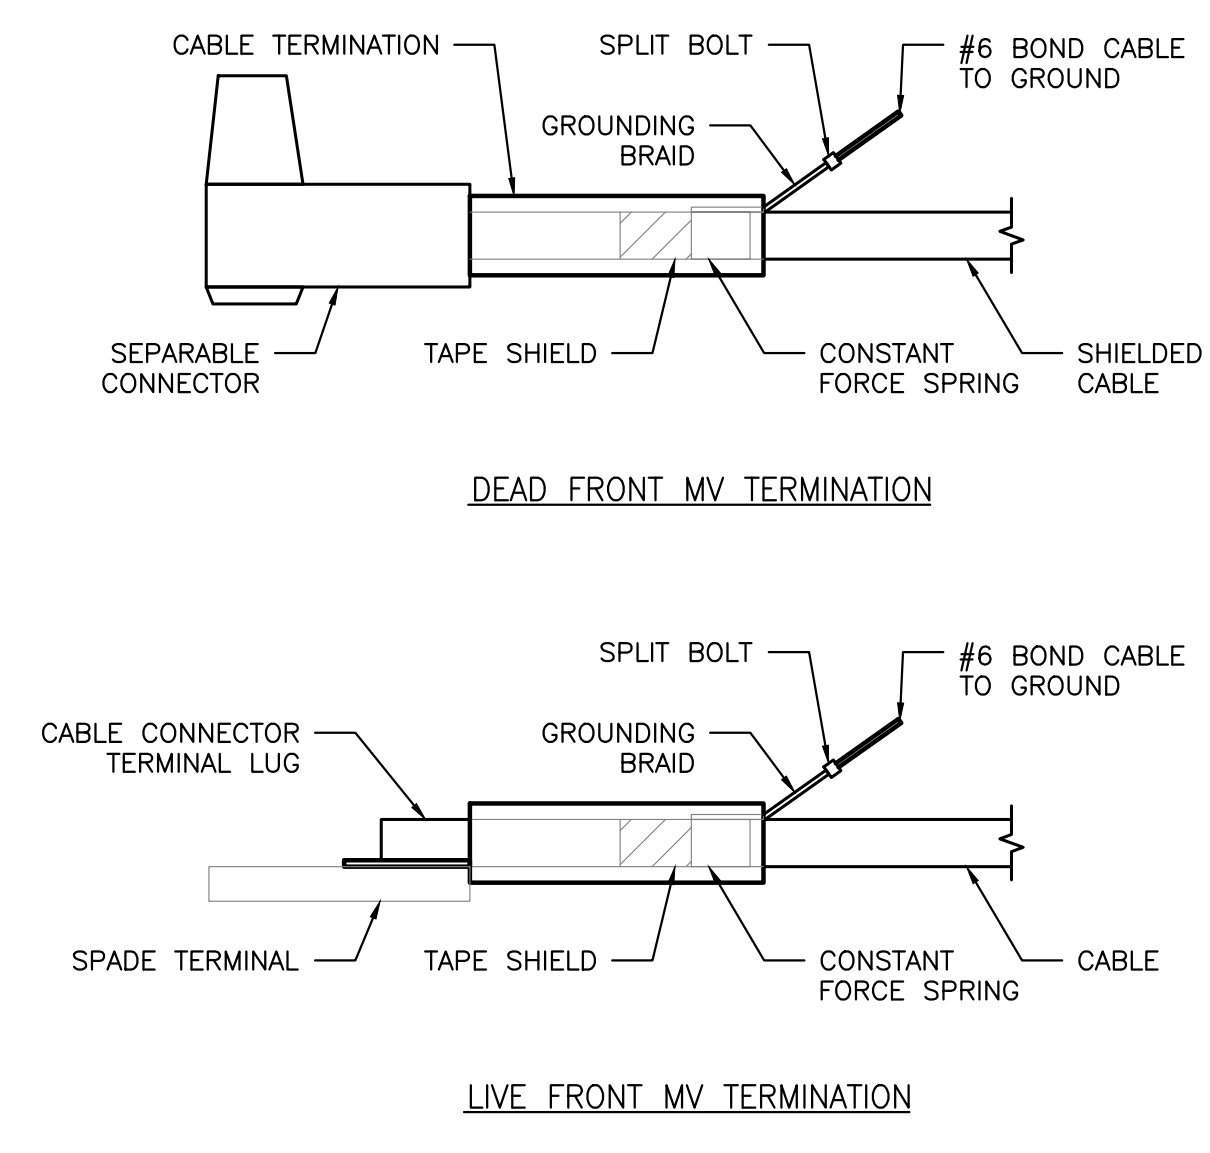 CABLE TERMINATION
SPLIT BOLT
#6 BOND CABLE
TO GROUND
GROUNDING
BRAID
SEPARABLE
CONNECTOR
TAPE SHIELD
CONSTANT
FORCE SPRING
SHIELDED
CABLE
DEAD FRONT MV TERMINATION
SPLIT BOLT
#6 BOND CABLE
TO GROUND
CABLE CONNECTOR
TERMINAL LUG
GROUNDING
BRAID
SPADE TERMINAL
TAPE SHIELD
CONSTANT
FORCE SPRING
CABLE
LIVE FRONT MV TERMINATION